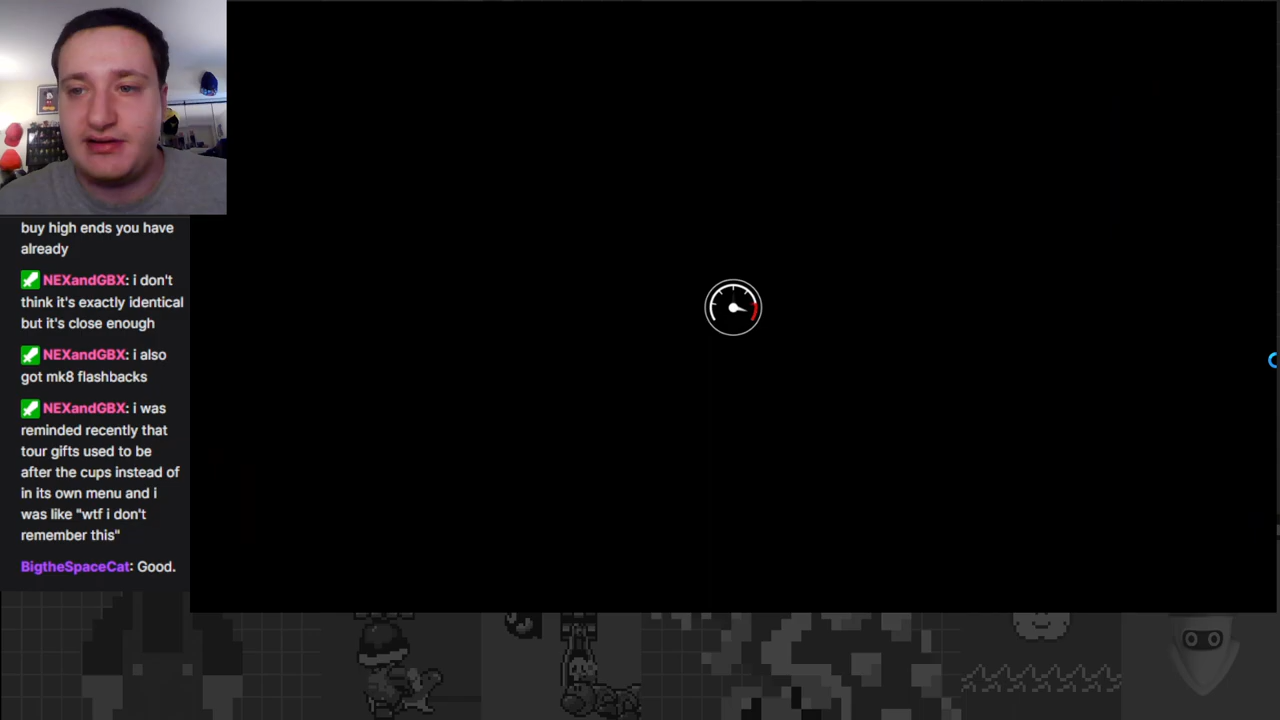 buy high ends you have
already
NEXandGBX: i don't
think it's exactly identical
but it's close enough
NEXandGBX: i also
got mk8 flashbacks
NEXandGBX: i was
reminded recently that
tour gifts used to be
after the cups instead of
in its own menu and i
was like "wtf i don't
remember this"
BigtheSpaceCat: Good.